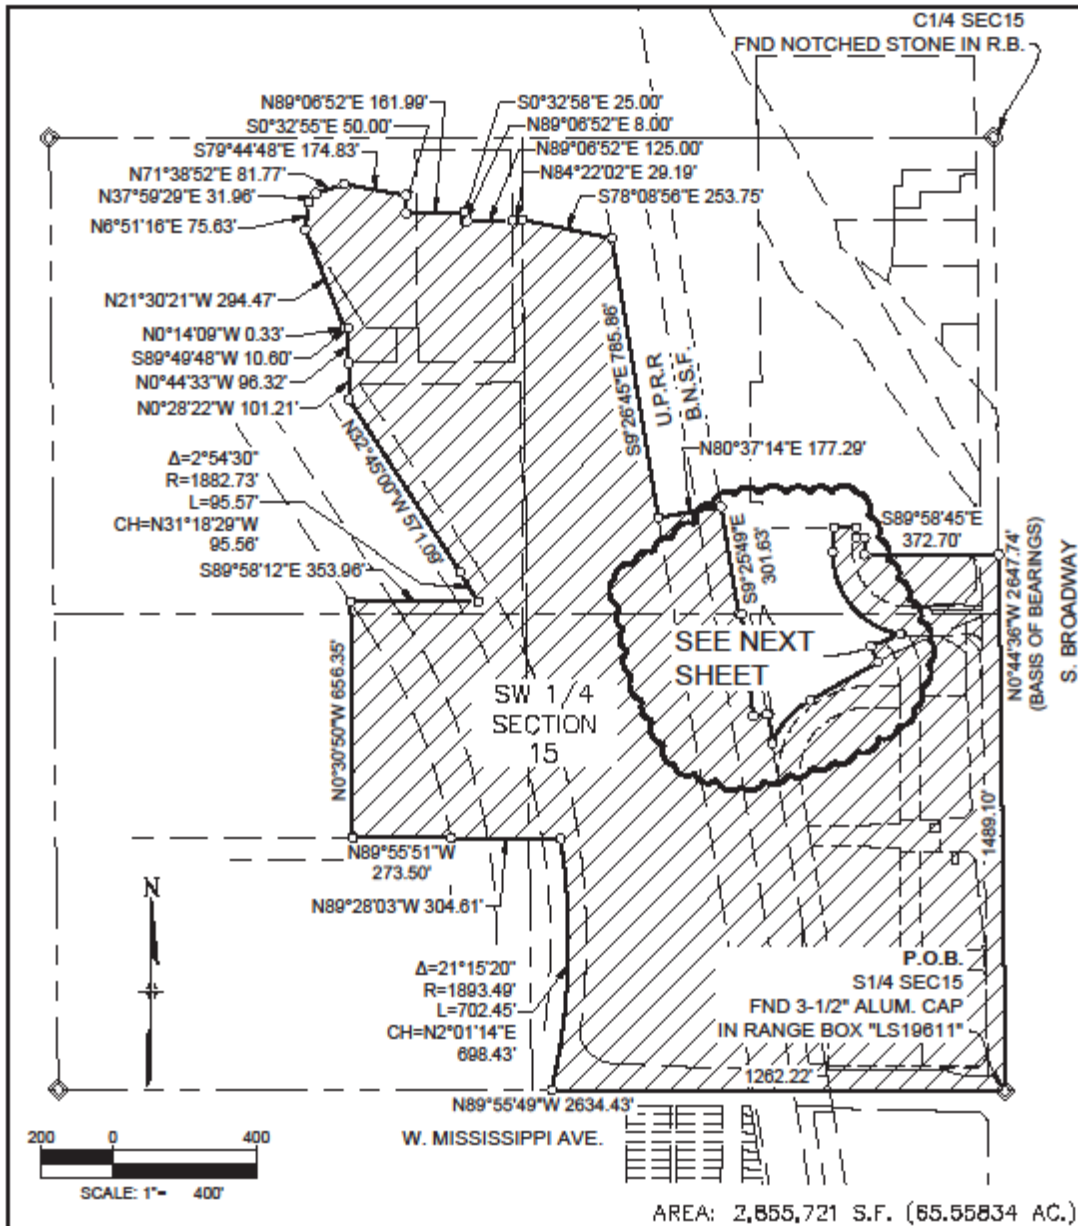 C1/4 SEC15
FND NOTCHED STONE IN R.B.
N89°06'52"E 161.99'
S0°32'55"E 50.00'
S79°44'48"E 174.83'
N71°38'52"E 81.77'
N37°59'29"E 31.96'
N6°51'16"E 75.63'
S0°32'58"E 25.00'
N89°06'52"E 8.00'
N89°06'52"E 125.00'
N84°22'02"E 29.19'
S78°08'56"E 253.75'
N21°30'21"W 294.47'
N0°14'09"W 0.33'
S89°49'48"W 10.60'
N0°44'33"W 96.32'
N0°28'22"W 101.21'
N32°45'00"W 571.09'
Δ=2°54'30"
R=1882.73'
L=95.57'
CH=N31°18'29"W
95.56'
S89°58'12"E 353.96'
S9°26'45"E 785.86'
U.P.R.R
B.N.S.F.
N80°37'14"E 177.29'
S9°25'49"E
301.63'
S89°58'45"E
372.70'
N0°44'36"W 2647.74'
(BASIS OF BEARINGS)
S. BROADWAY
SEE NEXT
SHEET
SW 1/4
SECTION
15
N0°30'50"W 656.35'
1489.10'
N89°55'51"W
273.50'
N89°28'03"W 304.61'
N
Δ=21°15'20"
R=1893.49'
L=702.45'
CH=N2°01'14"E
698.43'
P.O.B.
S1/4 SEC15
FND 3-1/2" ALUM. CAP
IN RANGE BOX "LS19611"
1262.22'
N89°55'49"W 2634.43'
W. MISSISSIPPI AVE.
200 0 400
SCALE: 1"= 400'
AREA: 2,855,721 S.F. (65.55834 AC.)